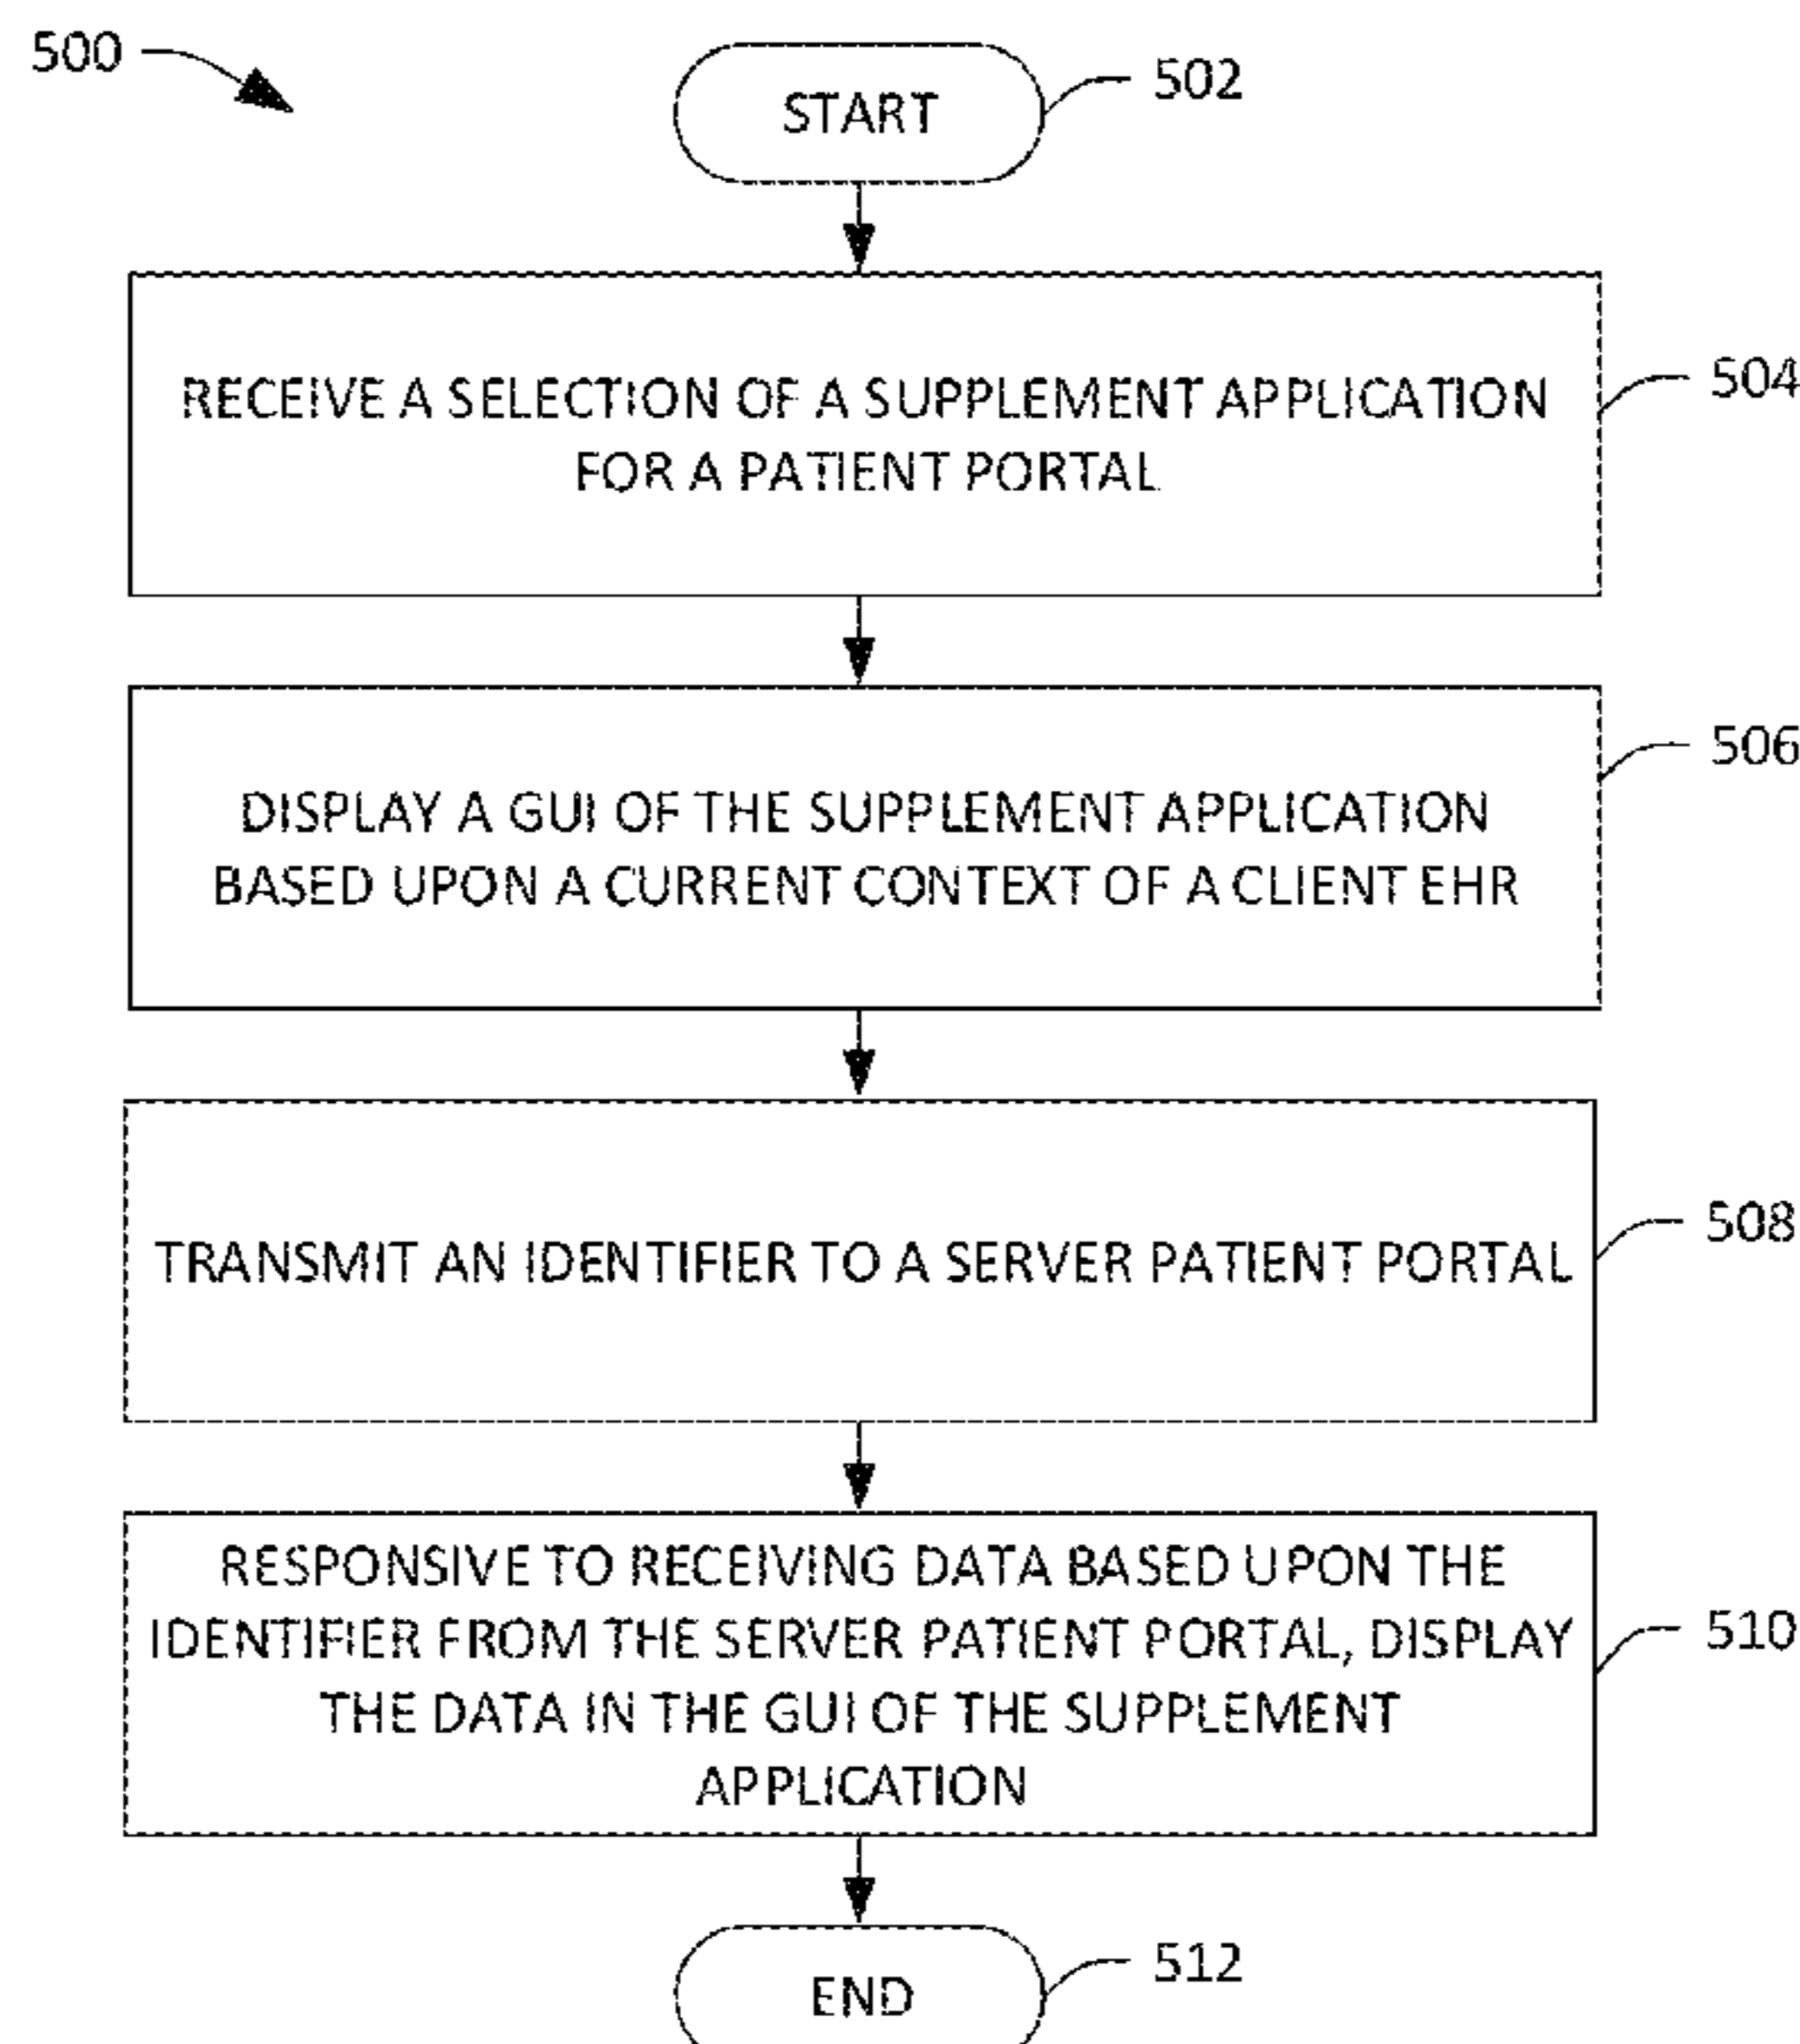 500
START
502
RECEIVE A SELECTION OF A SUPPLEMENT APPLICATION
FOR A PATIENT PORTAL
504
DISPLAY A GUI OF THE SUPPLEMENT APPLICATION
BASED UPON A CURRENT CONTEXT OF A CLIENT EHR
506
TRANSMIT AN IDENTIFIER TO A SERVER PATIENT PORTAL
508
RESPONSIVE TO RECEIVING DATA BASED UPON THE
IDENTIFIER FROM THE SERVER PATIENT PORTAL, DISPLAY
THE DATA IN THE GUI OF THE SUPPLEMENT
APPLICATION
510
END
512